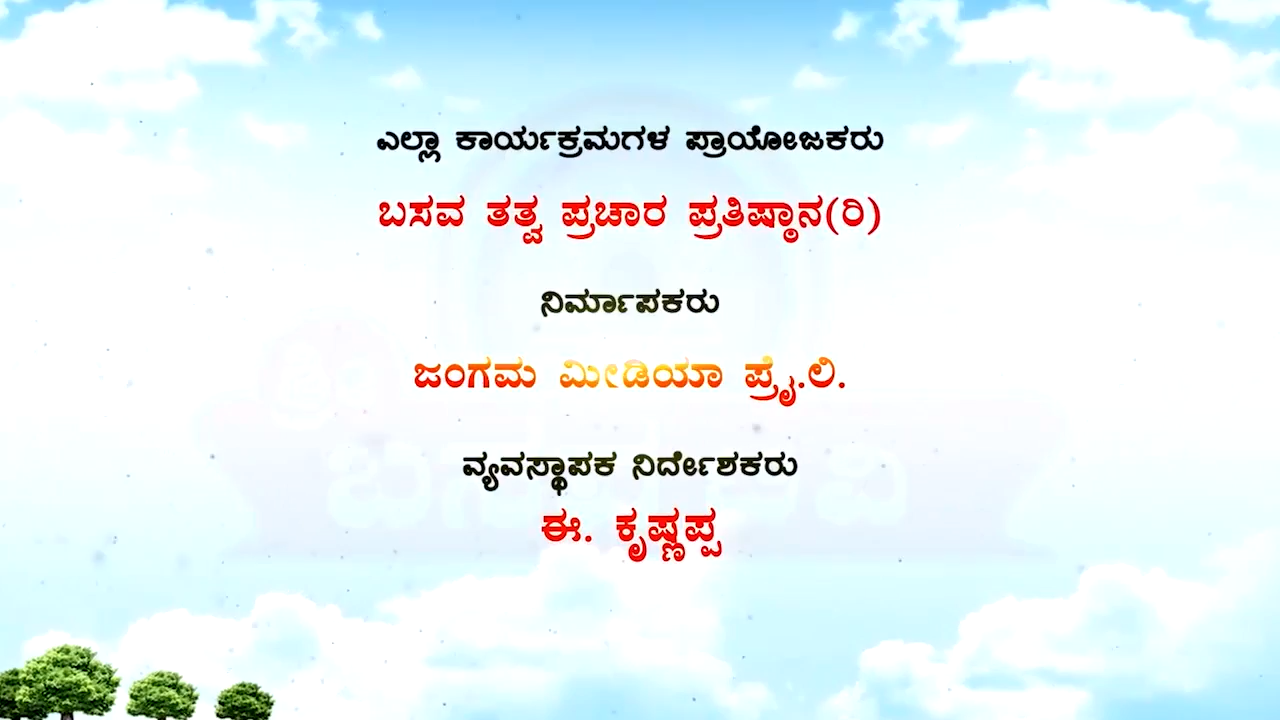 ಎಲ್ಲಾ ಕಾರ್ಯಕ್ರಮಗಳ ಪ್ರಾಯೋಜಕರು
ಬಸವ ತತ್ವ ಪ್ರಚಾರ ಪ್ರತಿಷ್ಠಾನ(ರಿ)
ನಿರ್ಮಾಪಕರು
ಜಂಗಮ ಮೀಡಿಯಾ ಪ್ರೈ.ಲಿ.
ವ್ಯವಸ್ಥಾಪಕ ನಿರ್ದೇಶಕರು
ಈ. ಕೃಷ್ಣಪ್ಪ